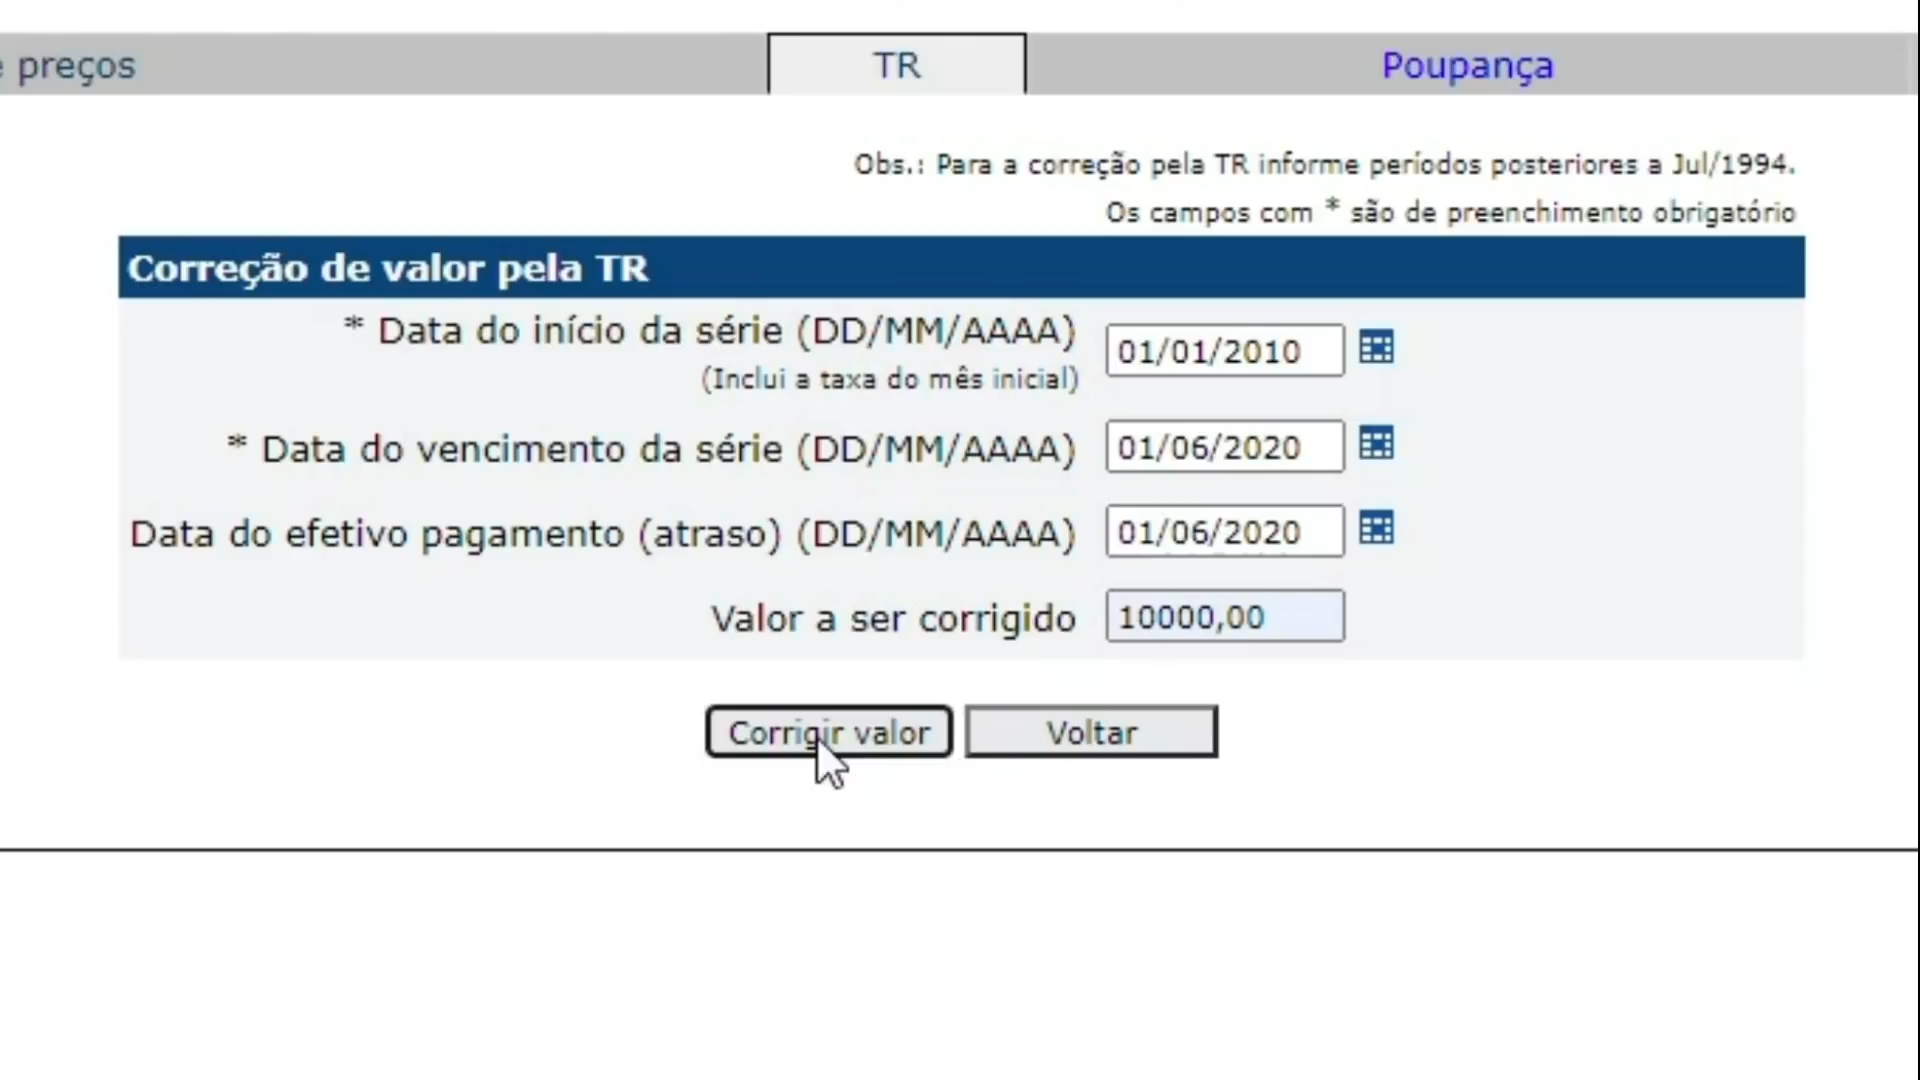 preços
TR
Poupança
Obs.: Para a correção pela TR informe períodos posteriores a Jul/1994.
Os campos com * são de preenchimento obrigatório
Correção de valor pela TR
* Data do início da série (DD/MM/AAAA) 01/01/2010
(Inclui a taxa do mês inicial)
* Data do vencimento da série (DD/MM/AAAA) 01/06/2020
Data do efetivo pagamento (atraso) (DD/MM/AAAA) 01/06/2020
Valor a ser corrigido 10000,00
Corrigir valor Voltar